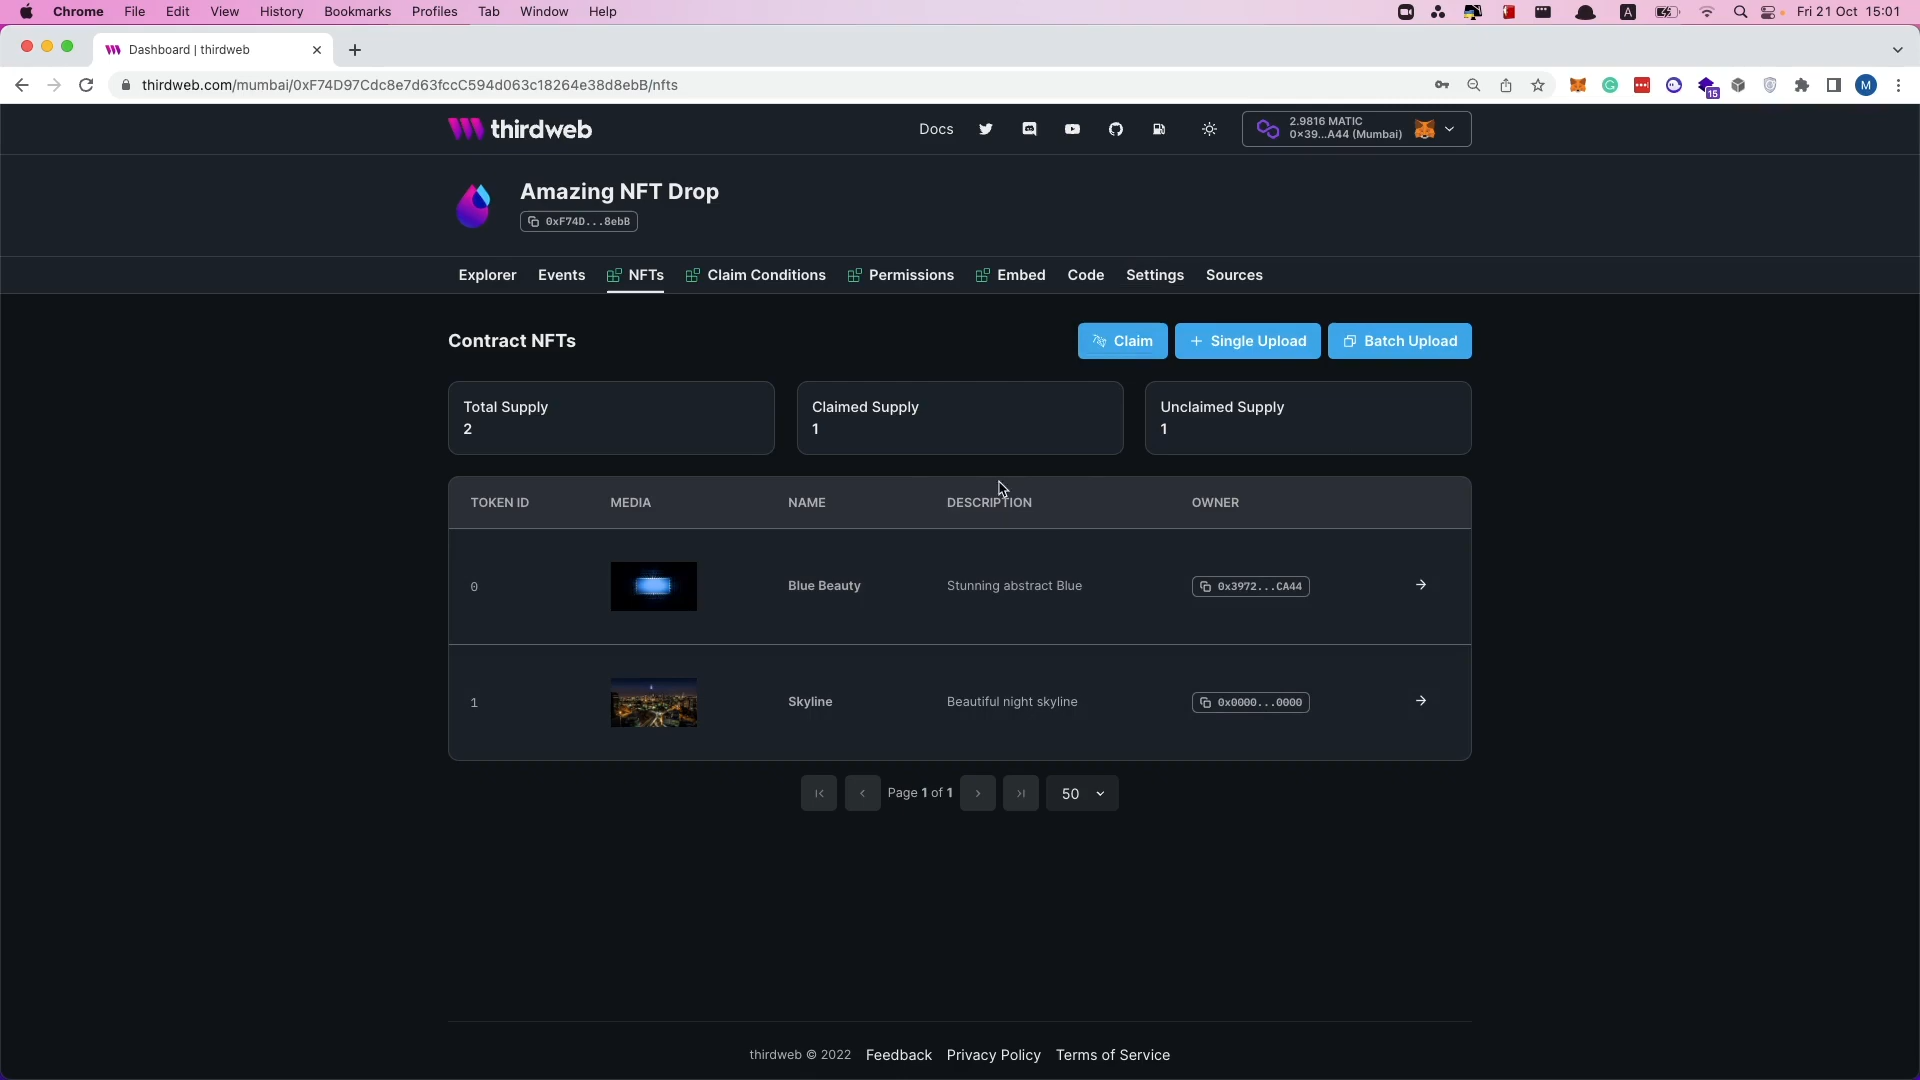 Chrome File Edit View History Bookmarks Profiles Tab Window Help A Fri 21 Oct 15:01
Dashboard | thirdweb
thirdweb.com/mumbai/0xF74D97Cdc8e7d63fccC594d063c18264e38d8ebB/nfts 15 M
thirdweb Docs 2.9816 MATIC
0×39...A44 (Mumbai)
Amazing NFT Drop
0xF74D...8ebB
Explorer Events NFTs Claim Conditions Permissions Embed Code Settings Sources
Contract NFTs Claim + Single Upload Batch Upload
Total Supply Claimed Supply Unclaimed Supply
2 1 1
TOKEN ID MEDIA NAME DESCRIPTION OWNER
0 Blue Beauty Stunning abstract Blue 0x3972...CA44
1 Skyline Beautiful night skyline 0x0000...0000
Page 1 of 1 50
thirdweb © 2022 Feedback Privacy Policy Terms of Service